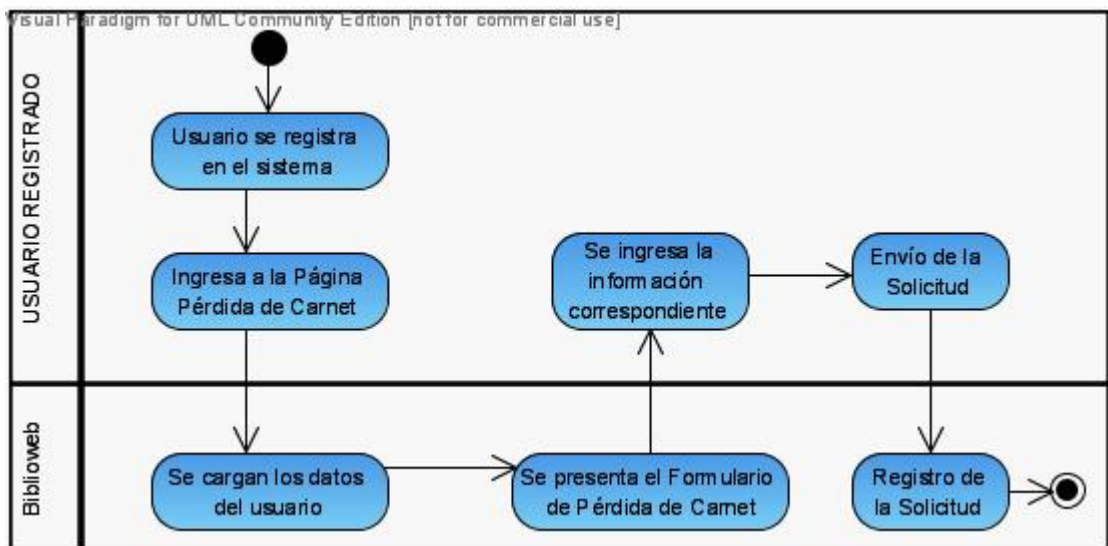 Visual Paradigm for UML Community Edition [not for commercial use]
USUARIO REGISTRADO
Usuario se registra
en el sistema
Ingresa a la Página
Pérdida de Carnet
Se ingresa la
información
correspondiente
Envío de la
Solicitud
Biblioweb
Se cargan los datos
del usuario
Se presenta el Formulario
de Pérdida de Carnet
Registro de
la Solicitud